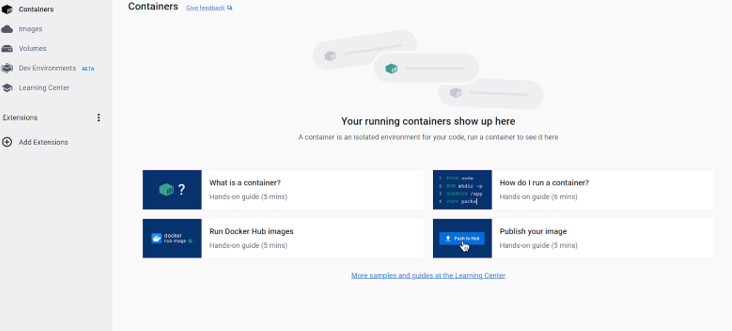 Containers
Images
Volumes
Dev Environments BETA
Learning Center
Extensions
Add Extensions
Containers Give feedback
Your running containers show up here
A container is an isolated environment for your code, run a container to see it here
?
What is a container?
Hands-on guide (5 mins)
1 FROM node
2 RUN mkdir -p
3 WORKDIR /app
4 COPY packa
How do I run a container?
Hands-on guide (6 mins)
docker
hub image
Run Docker Hub images
Hands-on guide (5 mins)
Push to Hub
Publish your image
Hands-on guide (5 mins)
More samples and guides at the Learning Center